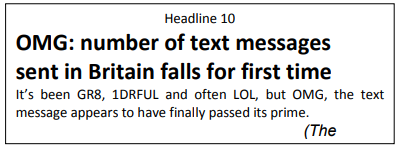 Headline 10
OMG: number of text messages
sent in Britain falls for first time
It's been GR8, 1DRFUL and often LOL, but OMG, the text
message appears to have finally passed its prime.
(The